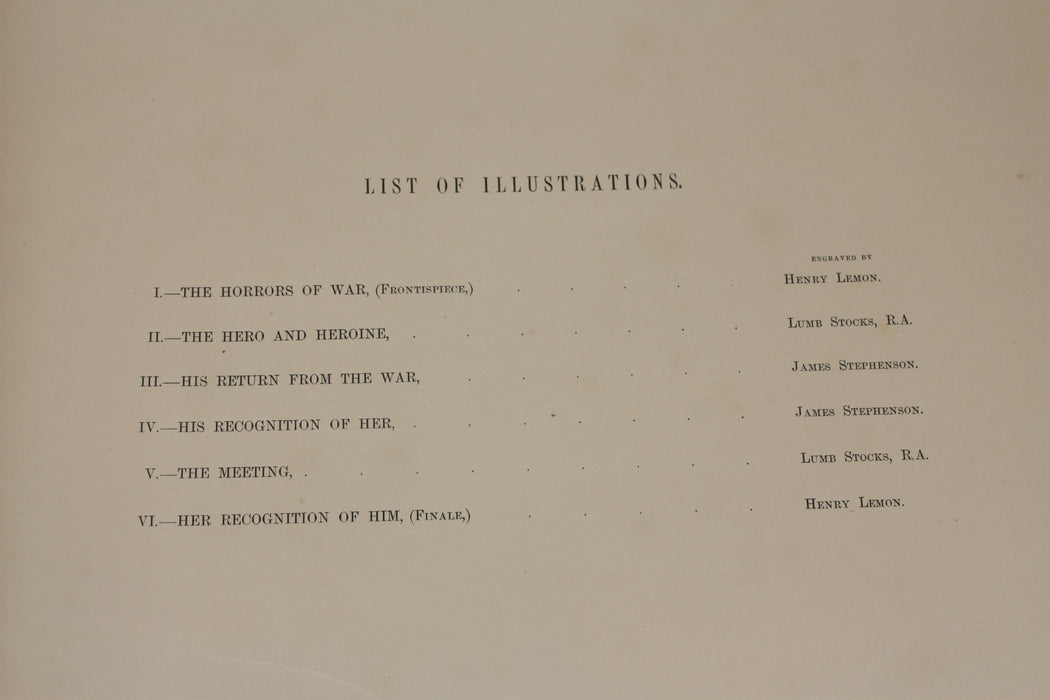 LIST OF ILLUSTRATIONS.
ENGRAVED BY
I.—THE HORRORS OF WAR, (Frontispiece,) . . . . . Henry Lemon.
II.—THE HERO AND HEROINE, . . . . . . . Lumb Stocks, R.A.
III.—HIS RETURN FROM THE WAR, . . . . . . James Stephenson.
IV.—HIS RECOGNITION OF HER, . . . . . . . James Stephenson.
V.—THE MEETING, . . . . . . . . . Lumb Stocks, R.A.
VI.—HER RECOGNITION OF HIM, (Finale,) . . . . . Henry Lemon.